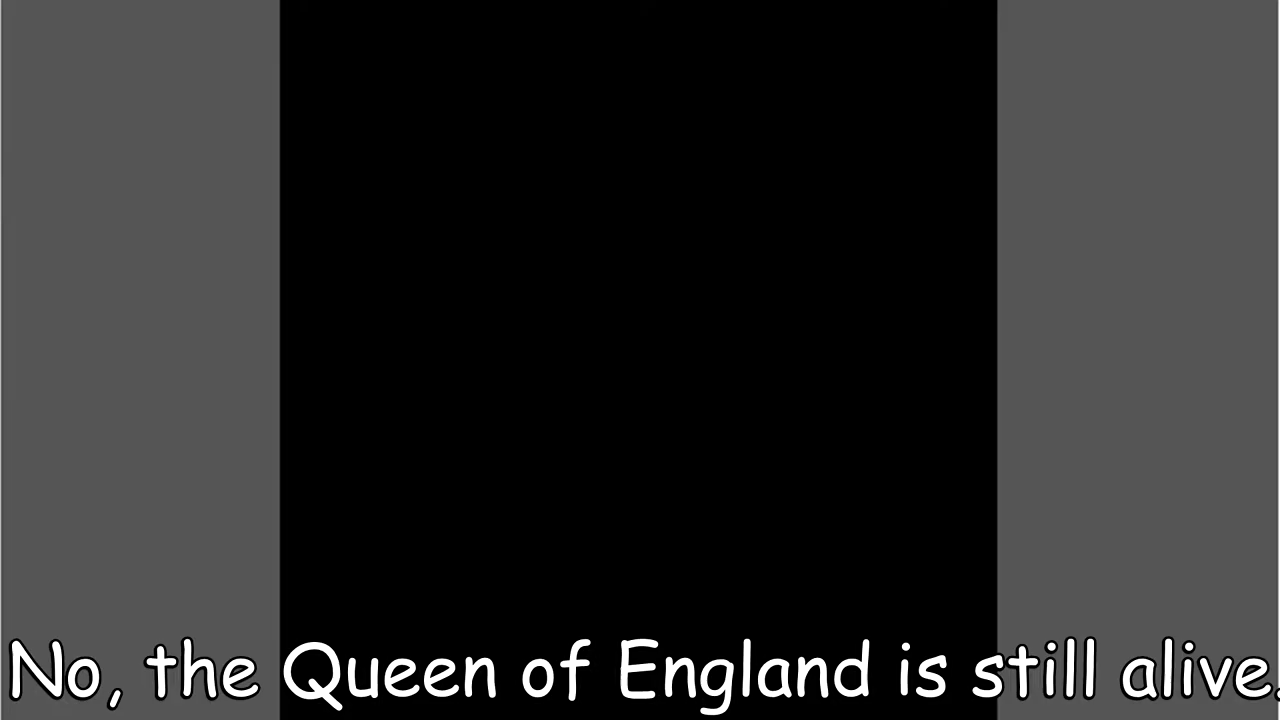 No, the Queen of England is still alive.